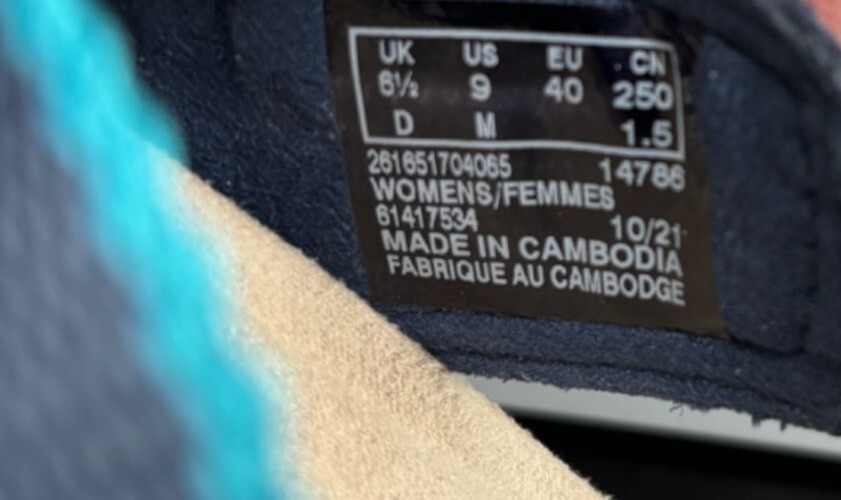 UK US EU CN
6½ 9 40 250
D M 1.5
261651704065 14786
WOMENS/FEMMES
61417534 10/21
MADE IN CAMBODIA
FABRIQUE AU CAMBODGE